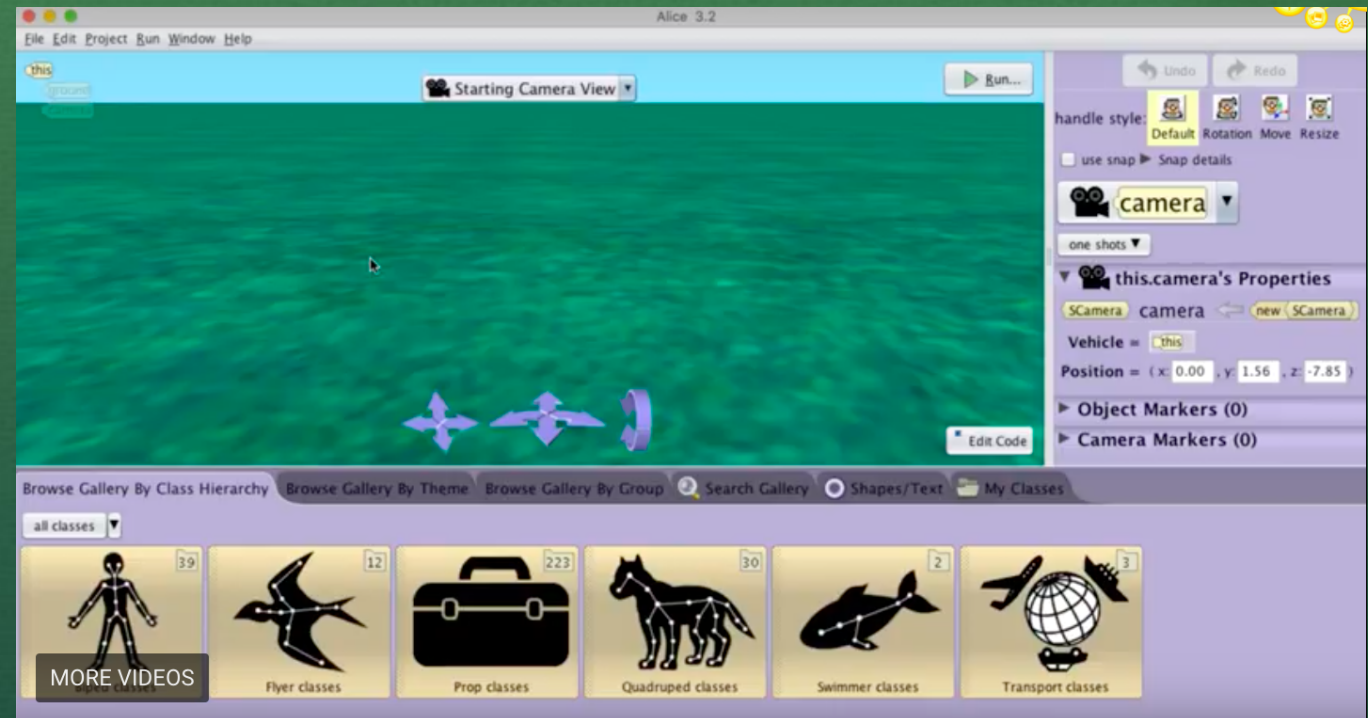 Alice 3.2
File Edit Project Run Window Help
this
ground
camera
Starting Camera View
Run...
Undo Redo
handle style:
Default Rotation Move Resize
use snap Snap details
camera
one shots
this.camera's Properties
SCamera camera new SCamera
Vehicle = this
Position = ( x: 0.00 , y: 1.56 , z: -7.85 )
Object Markers (0)
Camera Markers (0)
Edit Code
Browse Gallery By Class Hierarchy Browse Gallery By Theme Browse Gallery By Group Search Gallery Shapes/Text My Classes
all classes
39 12 223 30 2 3
MORE VIDEOS
Biped classes Flyer classes Prop classes Quadruped classes Swimmer classes Transport classes